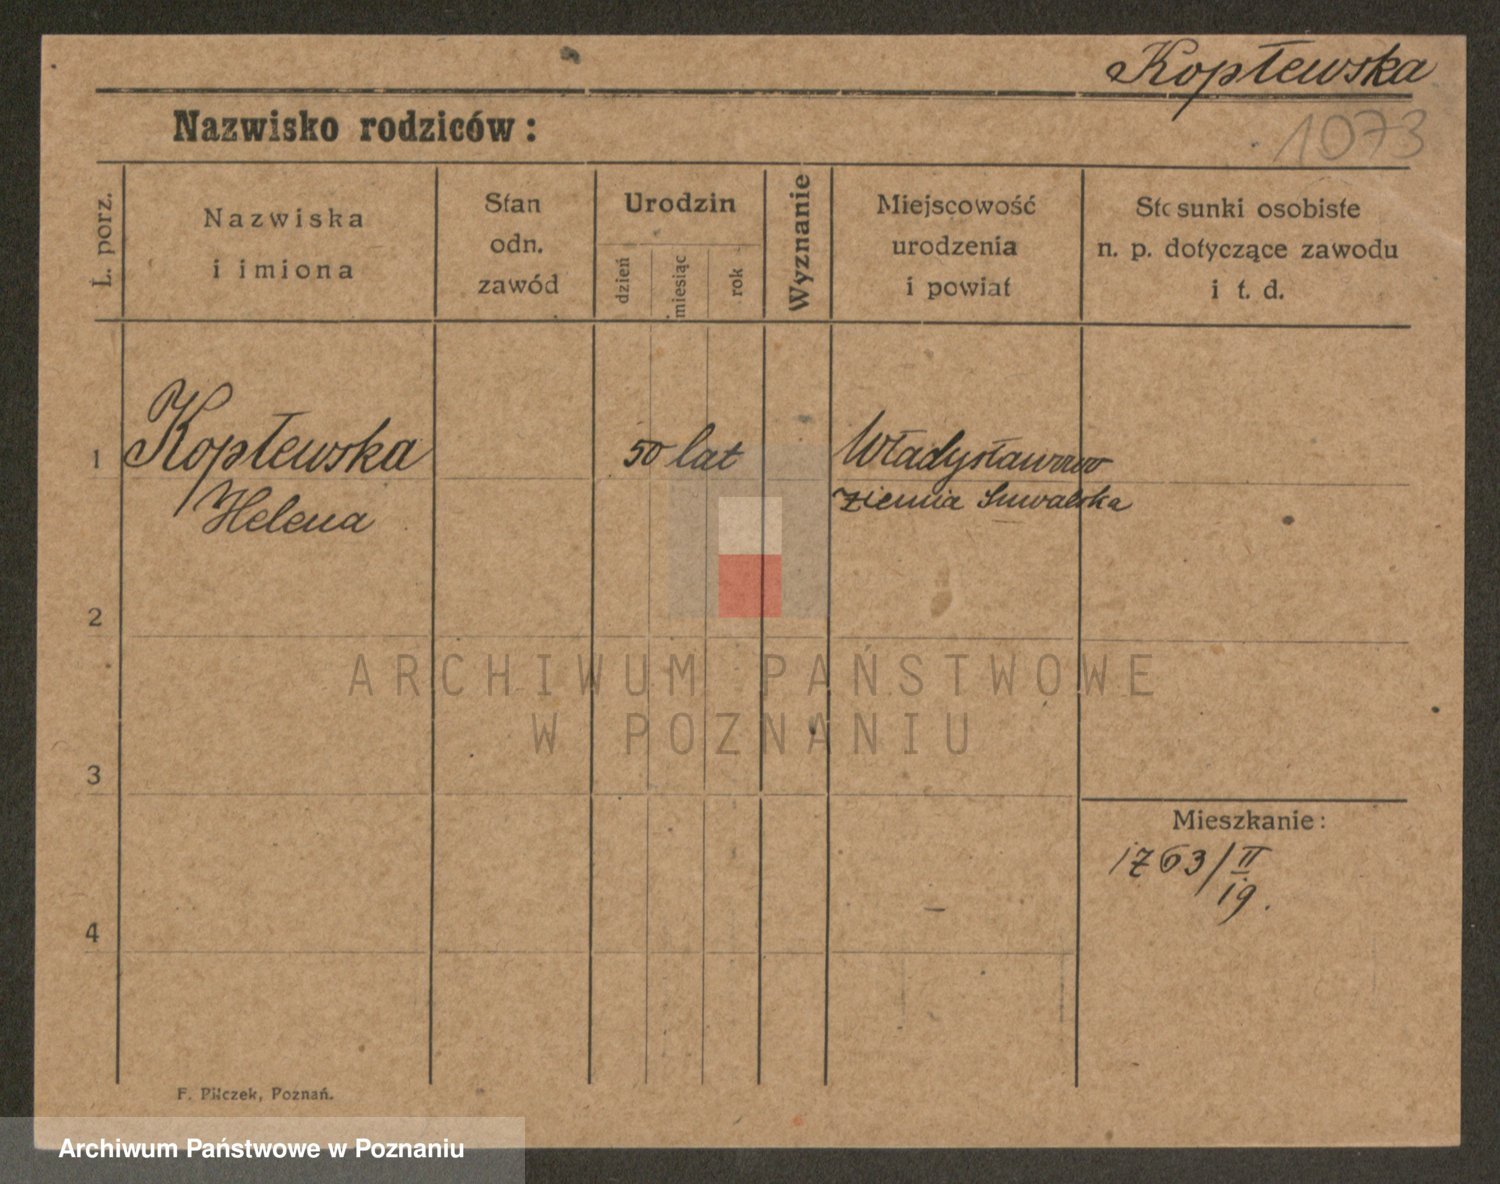 Kopłewska
1073
Nazwisko rodziców:
L. porz.
Nazwiska
i imiona
Stan
odn.
zawód
Urodzin
dzień
miesiąc
rok
Wyznanie
Miejscowość
urodzenia
i powiat
Stosunki osobiste
n. p. dotyczące zawodu
i t. d.
1
Kopłewska
Helena
50 lat
Władysławowo
ziemia Suwalska
2
ARCHIWUM PAŃSTWOWE
W POZNANIU
3
Mieszkanie:
1763/II
19.
4
F. Pilczek, Poznań.
Archiwum Państwowe w Poznaniu